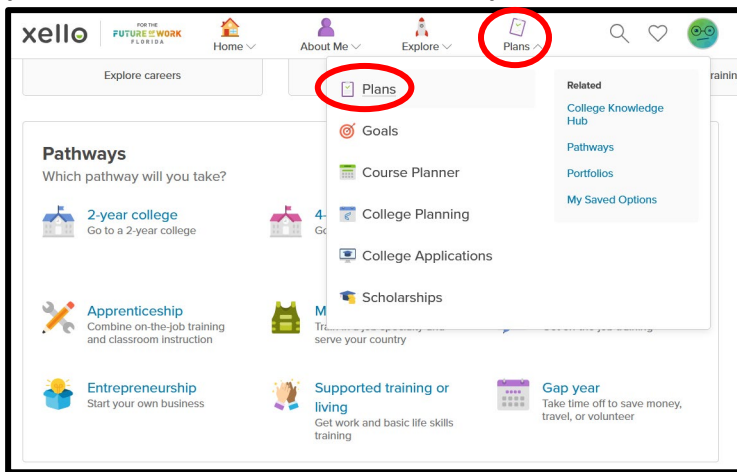 xello
FOR THE
FUTURE OF WORK
FLORIDA
Home
About Me
Explore
Plans
Explore careers
Plans
Goals
Course Planner
College Planning
College Applications
Scholarships
Related
College Knowledge
Hub
Pathways
Portfolios
My Saved Options
Pathways
Which pathway will you take?
2-year college
Go to a 2-year college
4-
Apprenticeship
Combine on-the-job training
and classroom instruction
serve your country
Entrepreneurship
Start your own business
Supported training or
living
Get work and basic life skills
training
Gap year
Take time off to save money,
travel, or volunteer